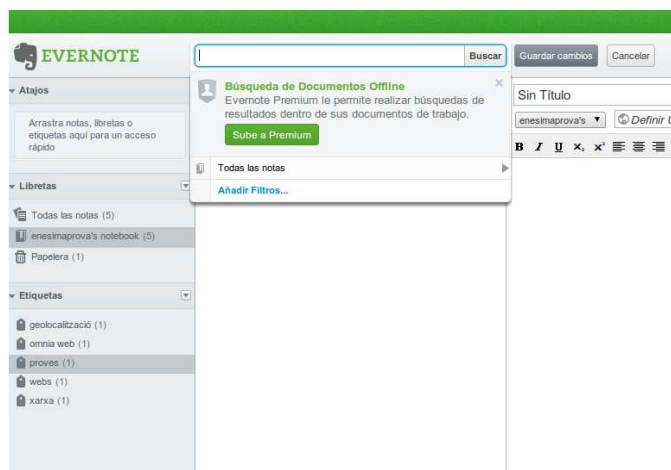 EVERNOTE
Buscar
Guardar cambios
Cancelar
Atajos
Arrastra notas, libretas o
etiquetas aquí para un acceso
rápido
Libretas
Todas las notas (5)
enesimaprova's notebook (5)
Papelera (1)
Etiquetas
geolocalització (1)
omnia web (1)
proves (1)
webs (1)
xarxa (1)
Búsqueda de Documentos Offline
Evernote Premium le permite realizar búsquedas de
resultados dentro de sus documentos de trabajo.
Sube a Premium
Todas las notas
Añadir Filtros...
Sin Título
enesimaprova's
Definir
B I U X, x'